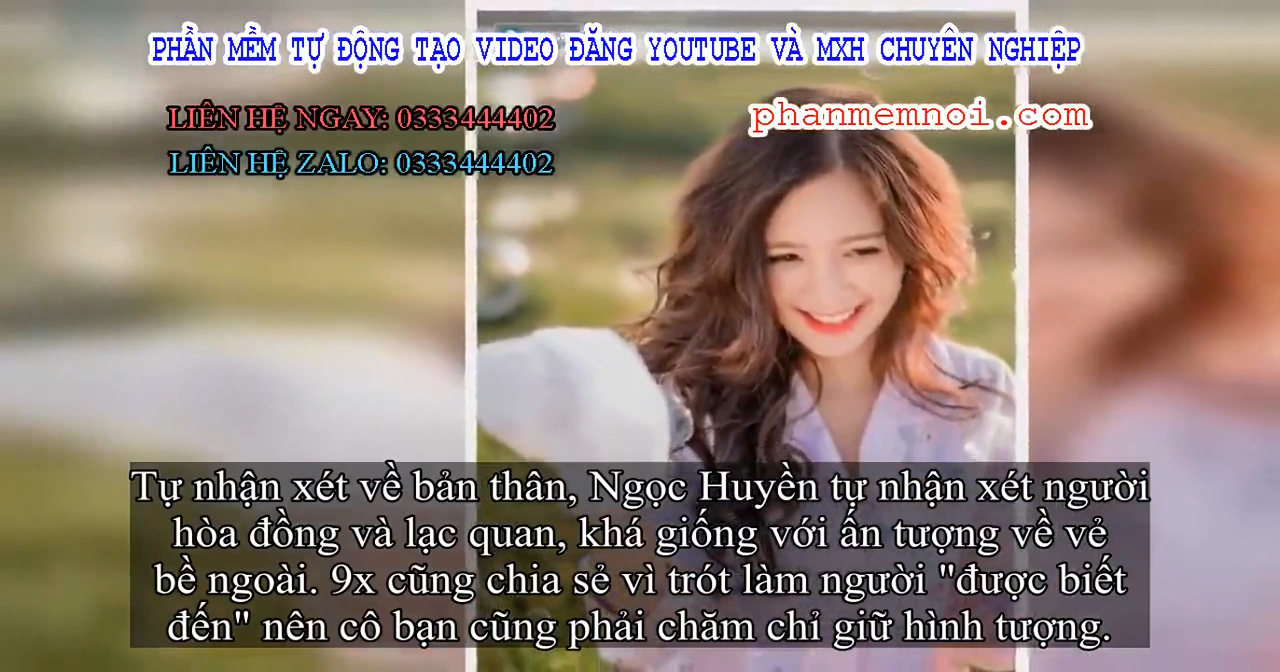 PHẦN MỀM TỰ ĐỘNG TẠO VIDEO ĐĂNG YOUTUBE VÀ MXH CHUYÊN NGHIỆP
LIÊN HỆ NGAY: 0333444402
phanmemnoi.com
LIÊN HỆ ZALO: 0333444402
Tự nhận xét về bản thân, Ngọc Huyền tự nhận xét người
hòa đồng và lạc quan, khá giống với ấn tượng về vẻ
bề ngoài. 9x cũng chia sẻ vì trót làm người "được biết
đến" nên cô bạn cũng phải chăm chỉ giữ hình tượng.